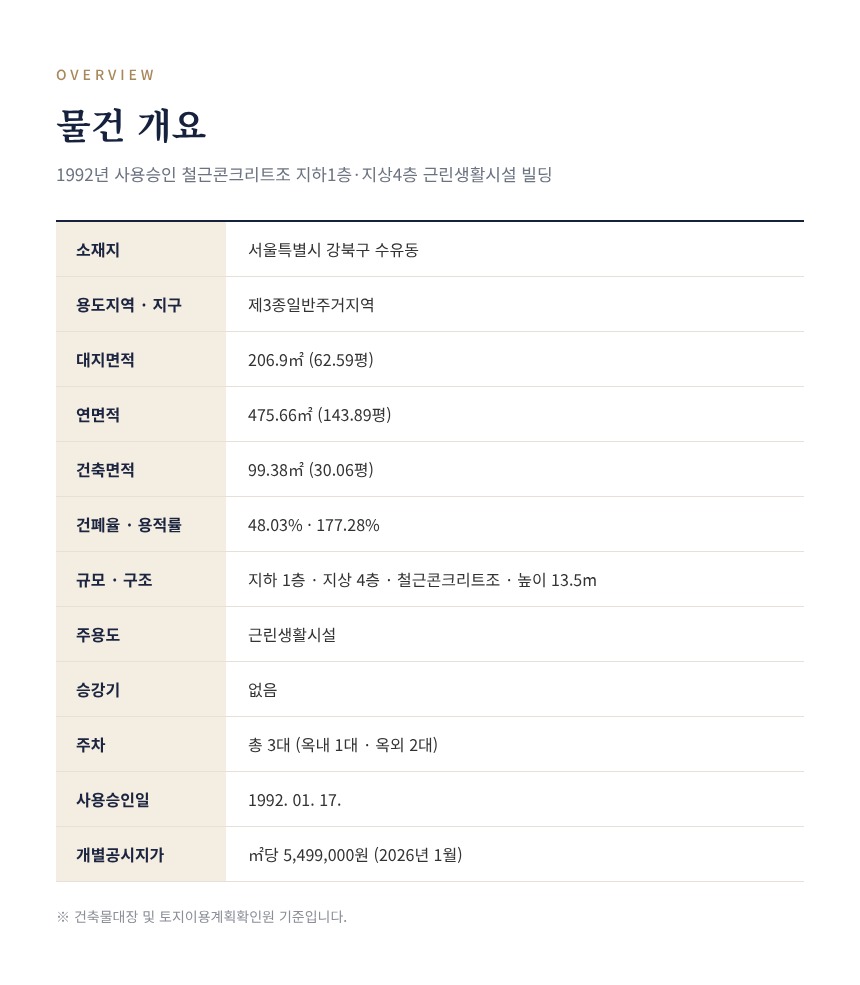 OVERVIEW
물건 개요
1992년 사용승인 철근콘크리트조 지하1층·지상4층 근린생활시설 빌딩
소재지 서울특별시 강북구 수유동
용도지역 · 지구 제3종일반주거지역
대지면적 206.9㎡ (62.59평)
연면적 475.66㎡ (143.89평)
건축면적 99.38㎡ (30.06평)
건폐율 · 용적률 48.03% · 177.28%
규모 · 구조 지하 1층 · 지상 4층 · 철근콘크리트조 · 높이 13.5m
주용도 근린생활시설
승강기 없음
주차 총 3대 (옥내 1대 · 옥외 2대)
사용승인일 1992. 01. 17.
개별공시지가 ㎡당 5,499,000원 (2026년 1월)
※ 건축물대장 및 토지이용계획확인원 기준입니다.